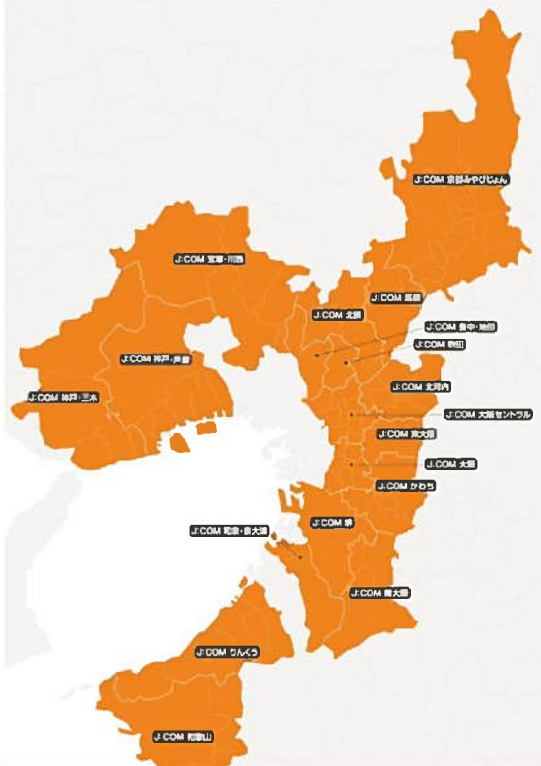 J:COM 京都みやびじょん
J:COM 宝塚・川西
J:COM 高槻
J:COM 北摂
J:COM 豊中・池田
J:COM 吹田
J:COM 神戸・芦屋
J:COM 北河内
J:COM 神戸・三木
J:COM 大阪セントラル
J:COM 東大阪
J:COM 大阪
J:COM かわち
J:COM 堺
J:COM 和泉・泉大津
J:COM 南大阪
J:COM りんくう
J:COM 和歌山